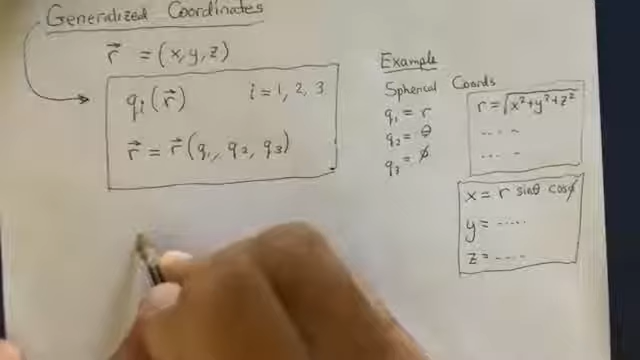 Generalized Coordinates
r⃗ = (x, y, z)
qᵢ(r⃗) i = 1, 2, 3
r⃗ = r⃗(q₁, q₂, q₃)
Example
Spherical Coords
q₁ = r
q₂ = θ
q₃ = ϕ
r = √x²+y²+z²
.... ..
.... ..
x = r sinθ cosϕ
y = .....
z = .....